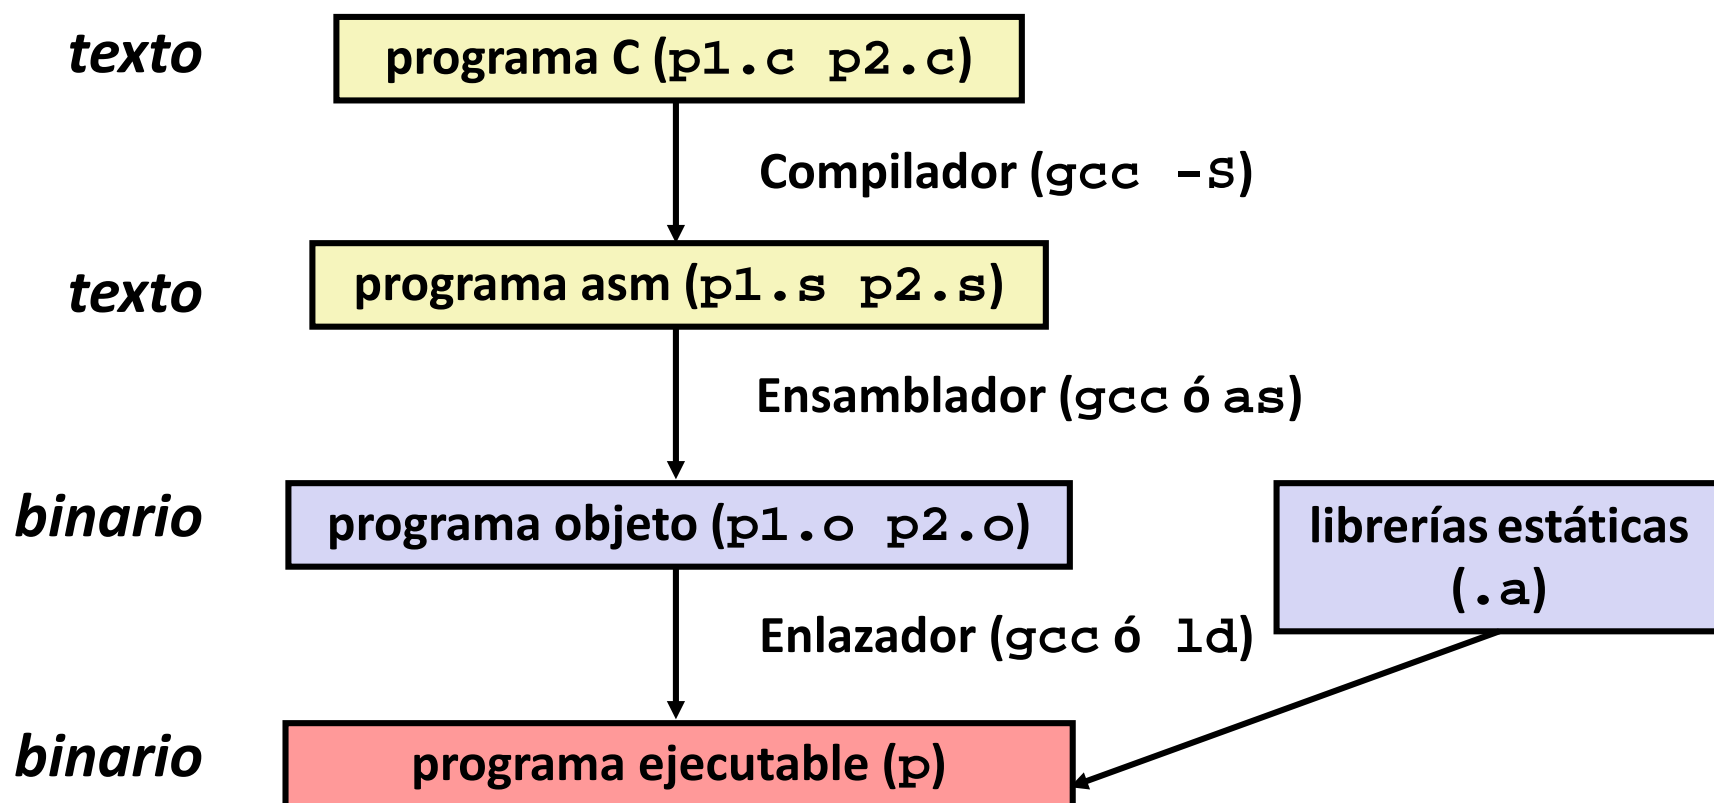 texto
programa C (p1.c p2.c)
Compilador (gcc -S)
texto
programa asm (p1.s p2.s)
Ensamblador (gcc ó as)
binario
programa objeto (p1.o p2.o)
librerías estáticas
(.a)
Enlazador (gcc ó ld)
binario
programa ejecutable (p)